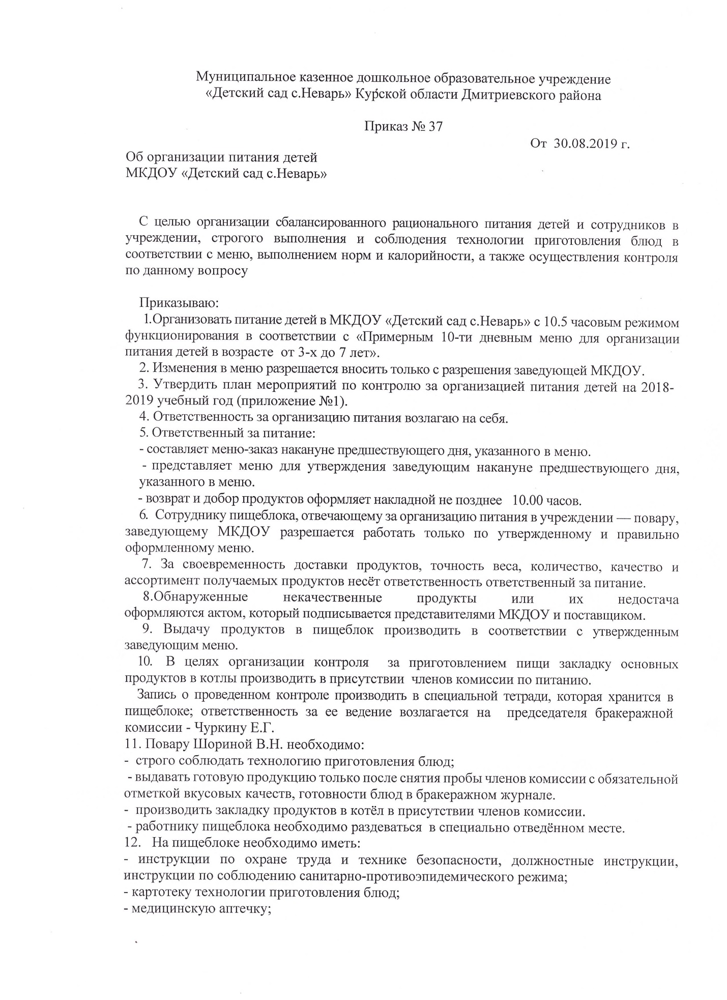 Муниципальное казенное дошкольное образовательное учреждение
«Детский сад с.Неварь» Курской области Дмитриевского района
Приказ № 37
От 30.08.2019 г.
Об организации питания детей
МКДОУ «Детский сад с.Неварь»
С целью организации сбалансированного рационального питания детей и сотрудников в
учреждении, строгого выполнения и соблюдения технологии приготовления блюд в
соответствии с меню, выполнением норм и калорийности, а также осуществления контроля
по данному вопросу
Приказываю:
1.Организовать питание детей в МКДОУ «Детский сад с.Неварь» с 10.5 часовым режимом
функционирования в соответствии с «Примерным 10-ти дневным меню для организации
питания детей в возрасте от 3-х до 7 лет».
2. Изменения в меню разрешается вносить только с разрешения заведующей МКДОУ.
3. Утвердить план мероприятий по контролю за организацией питания детей на 2018-
2019 учебный год (приложение №1).
4. Ответственность за организацию питания возлагаю на себя.
5. Ответственный за питание:
- составляет меню-заказ накануне предшествующего дня, указанного в меню.
- представляет меню для утверждения заведующим накануне предшествующего дня,
указанного в меню.
- возврат и добор продуктов оформляет накладной не позднее 10.00 часов.
6. Сотруднику пищеблока, отвечающему за организацию питания в учреждении — повару,
заведующему МКДОУ разрешается работать только по утвержденному и правильно
оформленному меню.
7. За своевременность доставки продуктов, точность веса, количество, качество и
ассортимент получаемых продуктов несёт ответственность ответственный за питание.
8.Обнаруженные некачественные продукты или их недостача
оформляются актом, который подписывается представителями МКДОУ и поставщиком.
9. Выдачу продуктов в пищеблок производить в соответствии с утвержденным
заведующим меню.
10. В целях организации контроля за приготовлением пищи закладку основных
продуктов в котлы производить в присутствии членов комиссии по питанию.
Запись о проведенном контроле производить в специальной тетради, которая хранится в
пищеблоке; ответственность за ее ведение возлагается на председателя бракеражной
комиссии - Чуркину Е.Г.
11. Повару Шориной В.Н. необходимо:
- строго соблюдать технологию приготовления блюд;
- выдавать готовую продукцию только после снятия пробы членов комиссии с обязательной
отметкой вкусовых качеств, готовности блюд в бракеражном журнале.
- производить закладку продуктов в котёл в присутствии членов комиссии.
- работнику пищеблока необходимо раздеваться в специально отведённом месте.
12. На пищеблоке необходимо иметь:
- инструкции по охране труда и технике безопасности, должностные инструкции,
инструкции по соблюдению санитарно-противоэпидемического режима;
- картотеку технологии приготовления блюд;
- медицинскую аптечку;